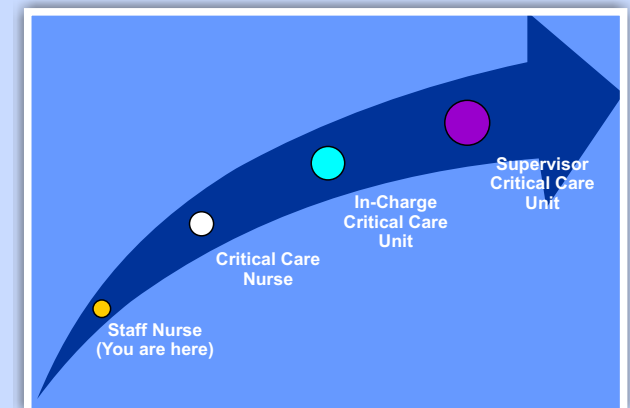 Supervisor
Critical Care
Unit
In-Charge
Critical Care
Unit
Critical Care
Nurse
Staff Nurse
(You are here)